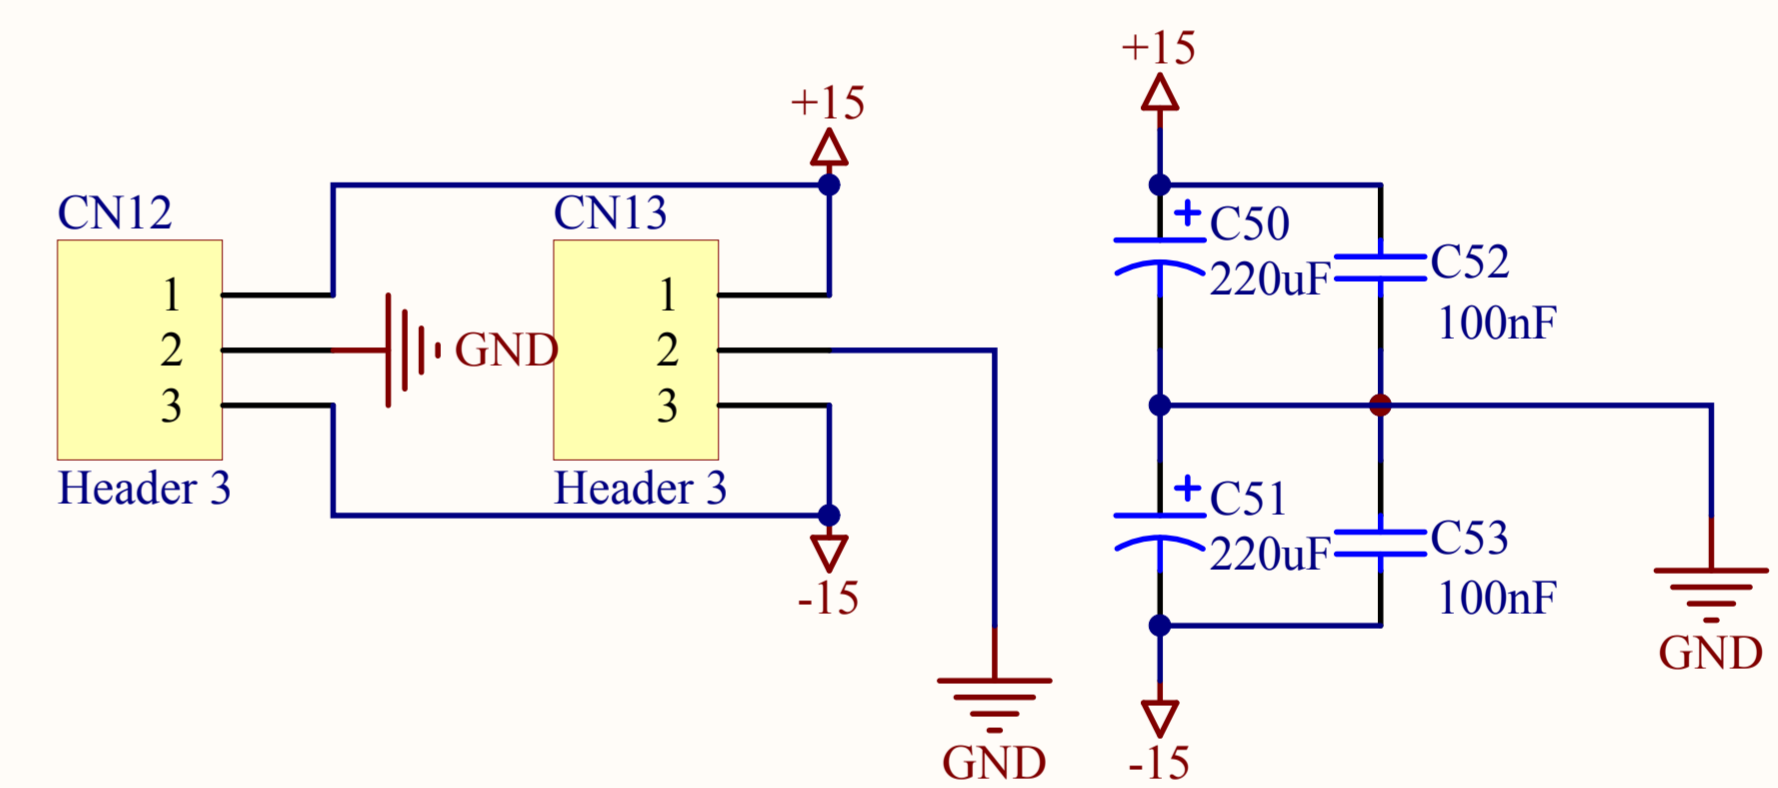 +15
CN12
CN13
1
2
3
GND
1
2
3
Header 3
Header 3
-15
GND
+15
C50
220uF
C52
100nF
C51
220uF
C53
100nF
GND
-15